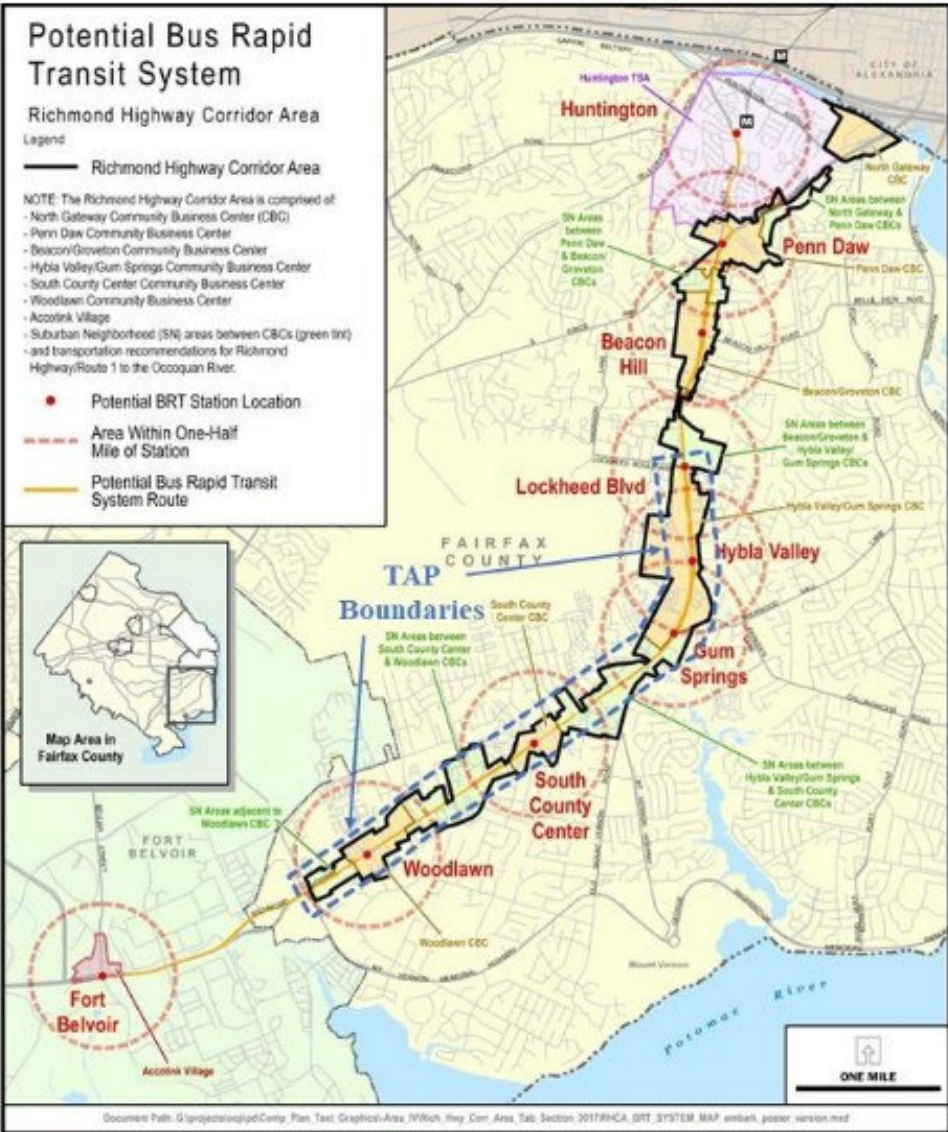 Potential Bus Rapid
Transit System
Richmond Highway Corridor Area
Legend
Richmond Highway Corridor Area
NOTE: The Richmond Highway Corridor Area is comprised of:
- North Gateway Community Business Center (CBC)
- Penn Daw Community Business Center
- Beacon/Groveton Community Business Center
- Hybla Valley/Gum Springs Community Business Center
- South County Center Community Business Center
- Woodlawn Community Business Center
- Accotink Village
- Suburban Neighborhood (SN) areas between CBCs (green tint)
- and transportation recommendations for Richmond
Highway/Route 1 to the Occoquan River.
Potential BRT Station Location
Area Within One-Half
Mile of Station
Potential Bus Rapid Transit
System Route
CAPITAL BELTWAY
CITY OF
ALEXANDRIA
M
Huntington TSA
M
Huntington
North Gateway
CBC
SN Areas between
North Gateway &
Penn Daw CBCs
SN Areas
between
Penn Daw
& Beacon/
Groveton
CBCs
Penn Daw
Penn Daw CBC
Beacon
Hill
Beacon/Groveton CBC
SN Areas between
Beacon/Groveton &
Hybla Valley/
Gum Springs CBCs
Lockheed Blvd
Hybla Valley/Gum Springs CBC
FAIRFAX
COUNTY
Hybla Valley
TAP
Boundaries
South County
Center CBC
SN Areas between
South County Center
& Woodlawn CBCs
Gum
Springs
Map Area in
Fairfax County
SN Areas between
Hybla Valley/Gum Springs
& South County
Center CBCs
South
County
Center
SN Areas adjacent to
Woodlawn CBC
FORT
BELVOIR
Woodlawn
Woodlawn CBC
MT VERNON MEMORIAL HIGHWAY
Mount Vernon
Potomac River
Fort
Belvoir
Accotink Village
ONE MILE